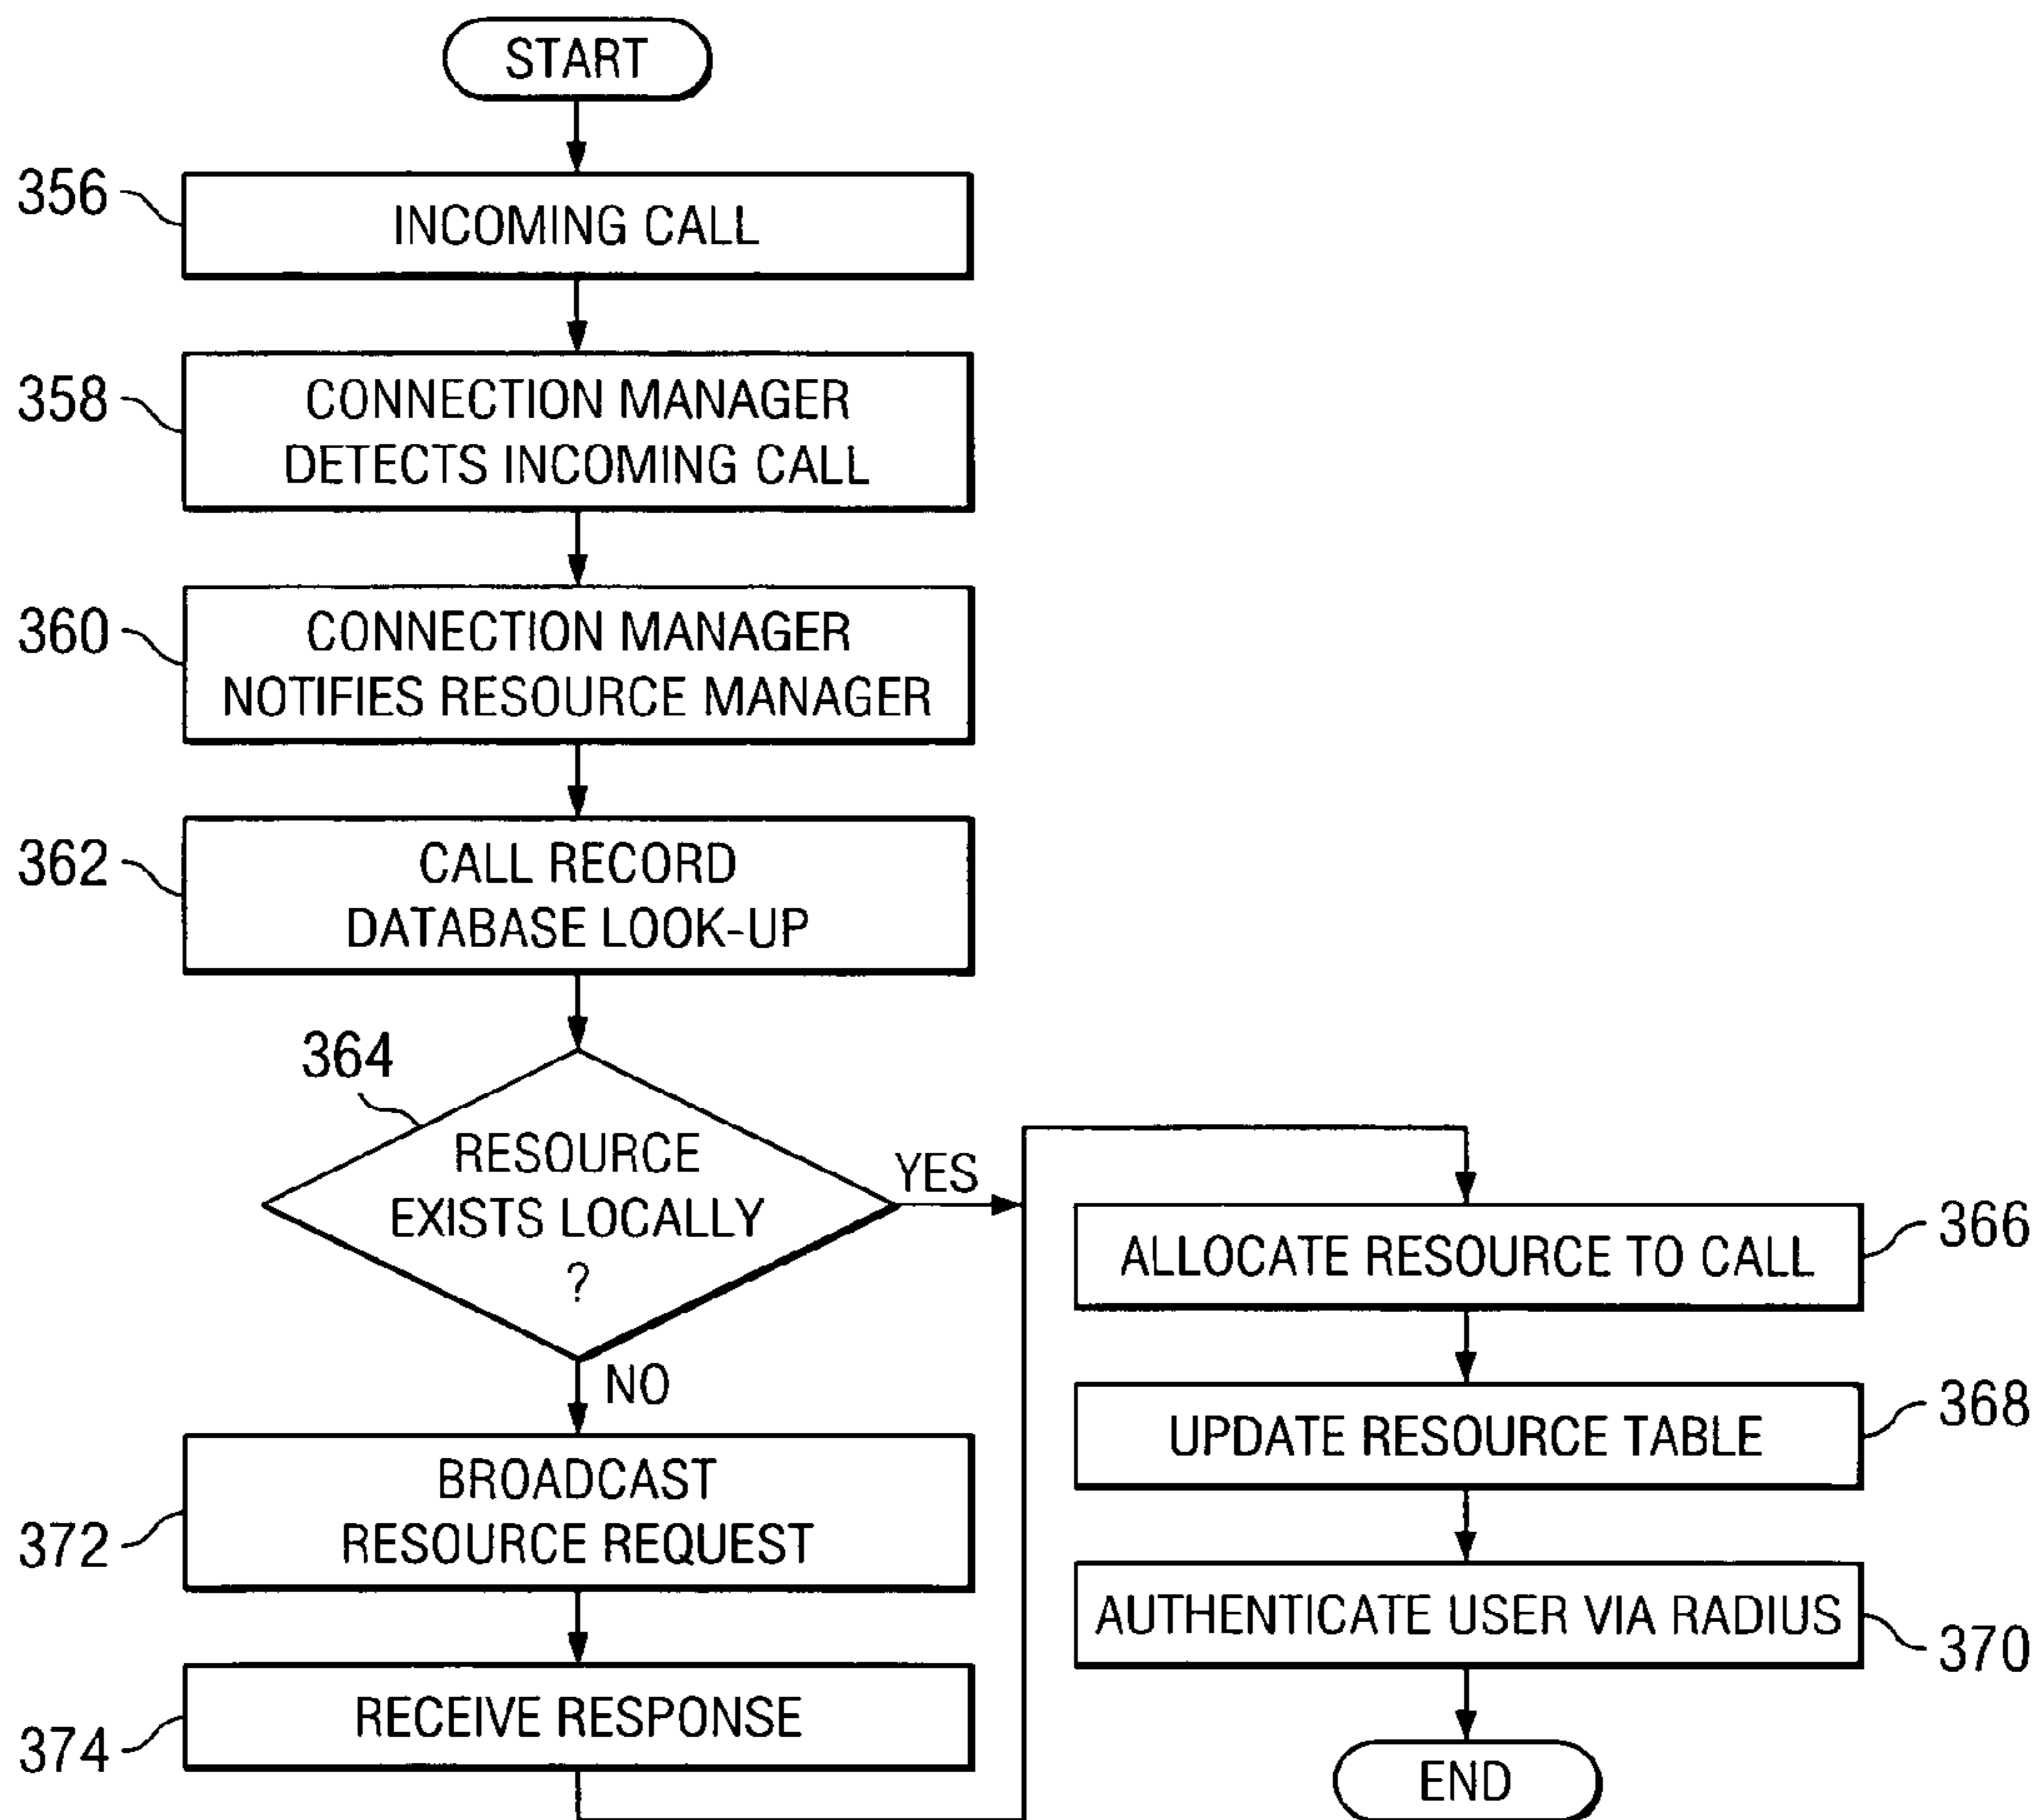 START
356
INCOMING CALL
358
CONNECTION MANAGER
DETECTS INCOMING CALL
360
CONNECTION MANAGER
NOTIFIES RESOURCE MANAGER
362
CALL RECORD
DATABASE LOOK-UP
364
RESOURCE
EXISTS LOCALLY
?
YES
NO
372
BROADCAST
RESOURCE REQUEST
374
RECEIVE RESPONSE
366
ALLOCATE RESOURCE TO CALL
368
UPDATE RESOURCE TABLE
370
AUTHENTICATE USER VIA RADIUS
END